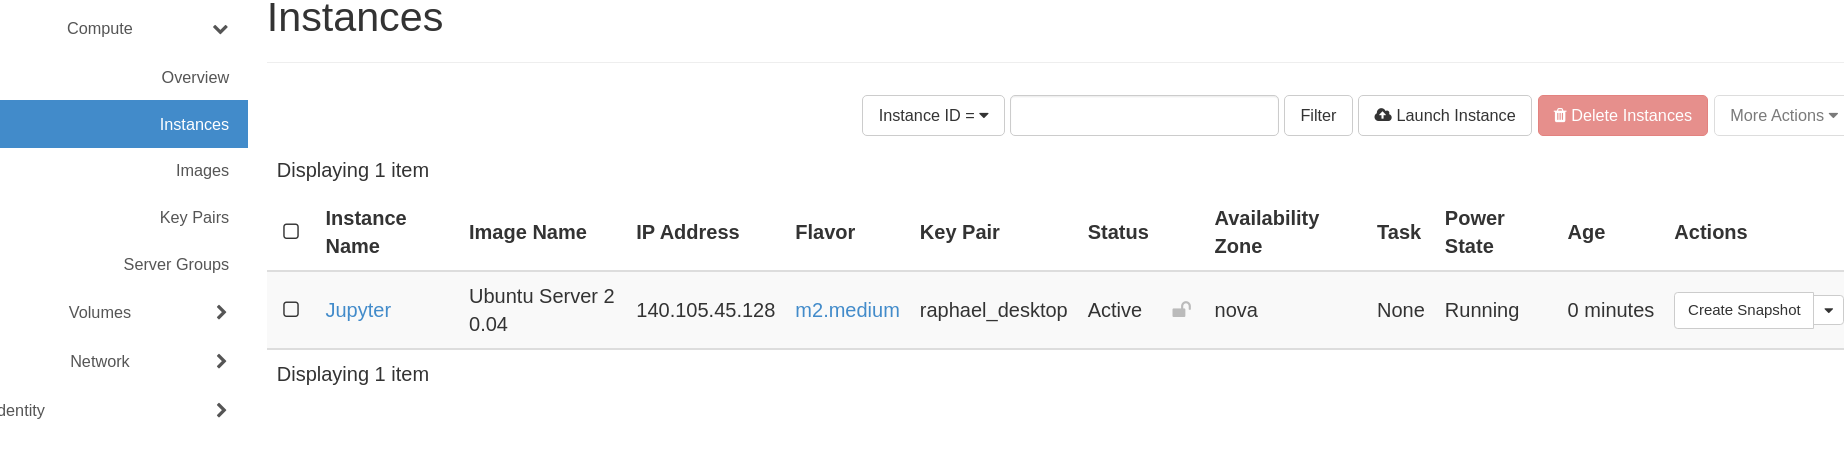 Instances
Compute
Overview
Instances
Images
Key Pairs
Server Groups
Volumes
Network
dentity
Instance ID =
Filter
Launch Instance
Delete Instances
More Actions
Displaying 1 item
Instance Name
Image Name
IP Address
Flavor
Key Pair
Status
Availability Zone
Task
Power State
Age
Actions
Jupyter
Ubuntu Server 2
0.04
140.105.45.128
m2.medium
raphael_desktop
Active
nova
None
Running
0 minutes
Create Snapshot
Displaying 1 item